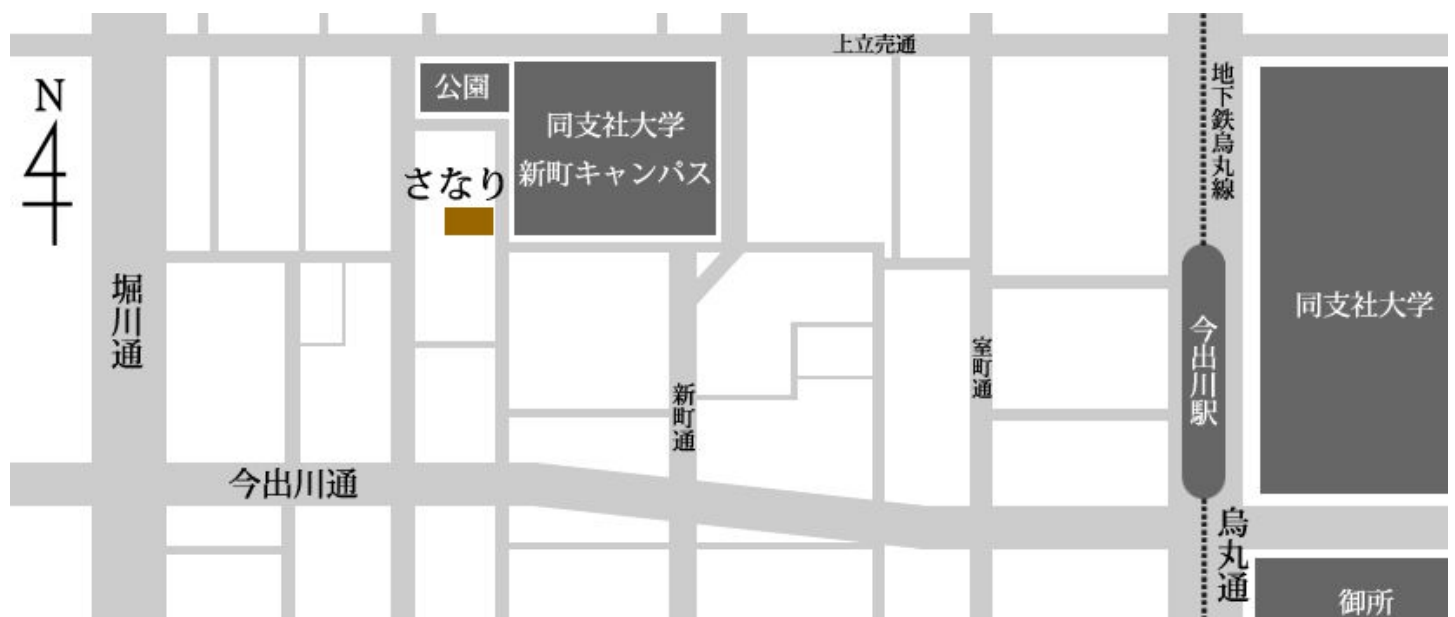 上立売通
N
公園
同支社大学
新町キャンパス
地下鉄烏丸線
さなり
堀川通
同支社大学
今出川駅
室町通
新町通
今出川通
烏丸通
御所